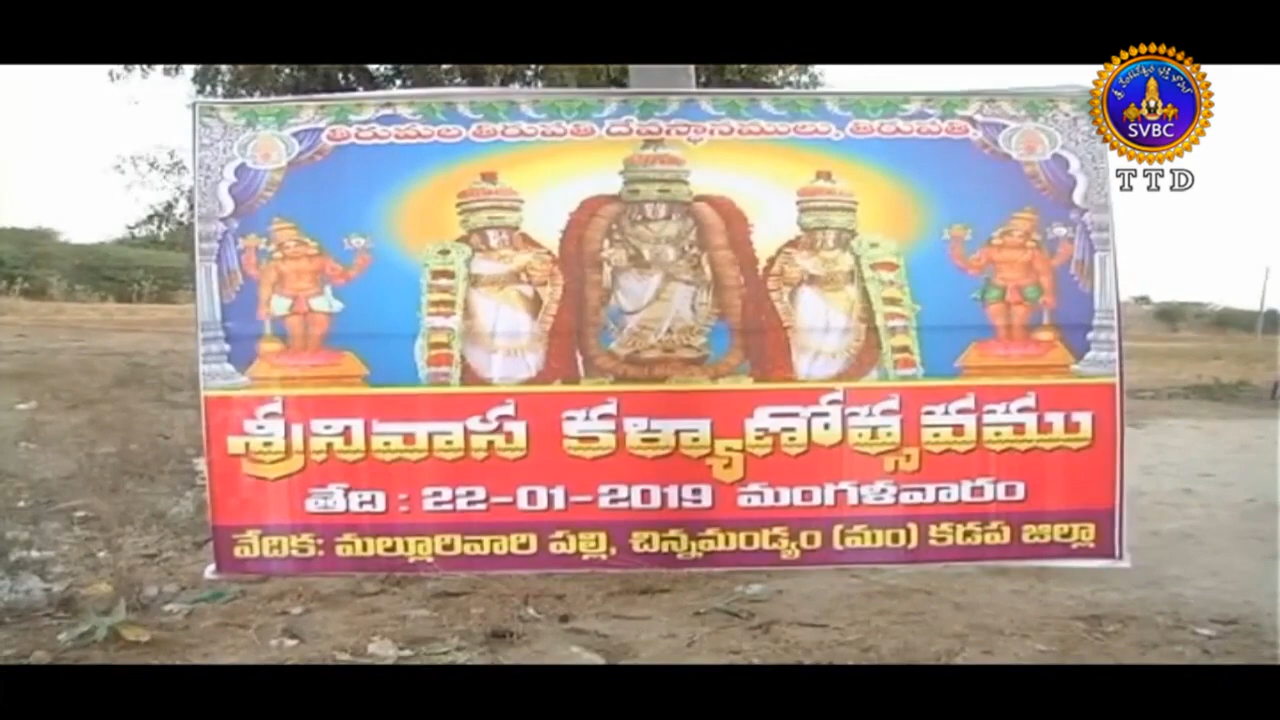 తిరుమల తిరుపతి దేవస్థానములు, తిరుపతి.
శ్రీనివాస కళ్యాణోత్సవము
తేది : 22-01-2019 మంగళవారం
వేదిక: మల్లూరివారి పల్లి, చిన్నమండ్యం (మం) కడప జిల్లా
SVBC
TTD